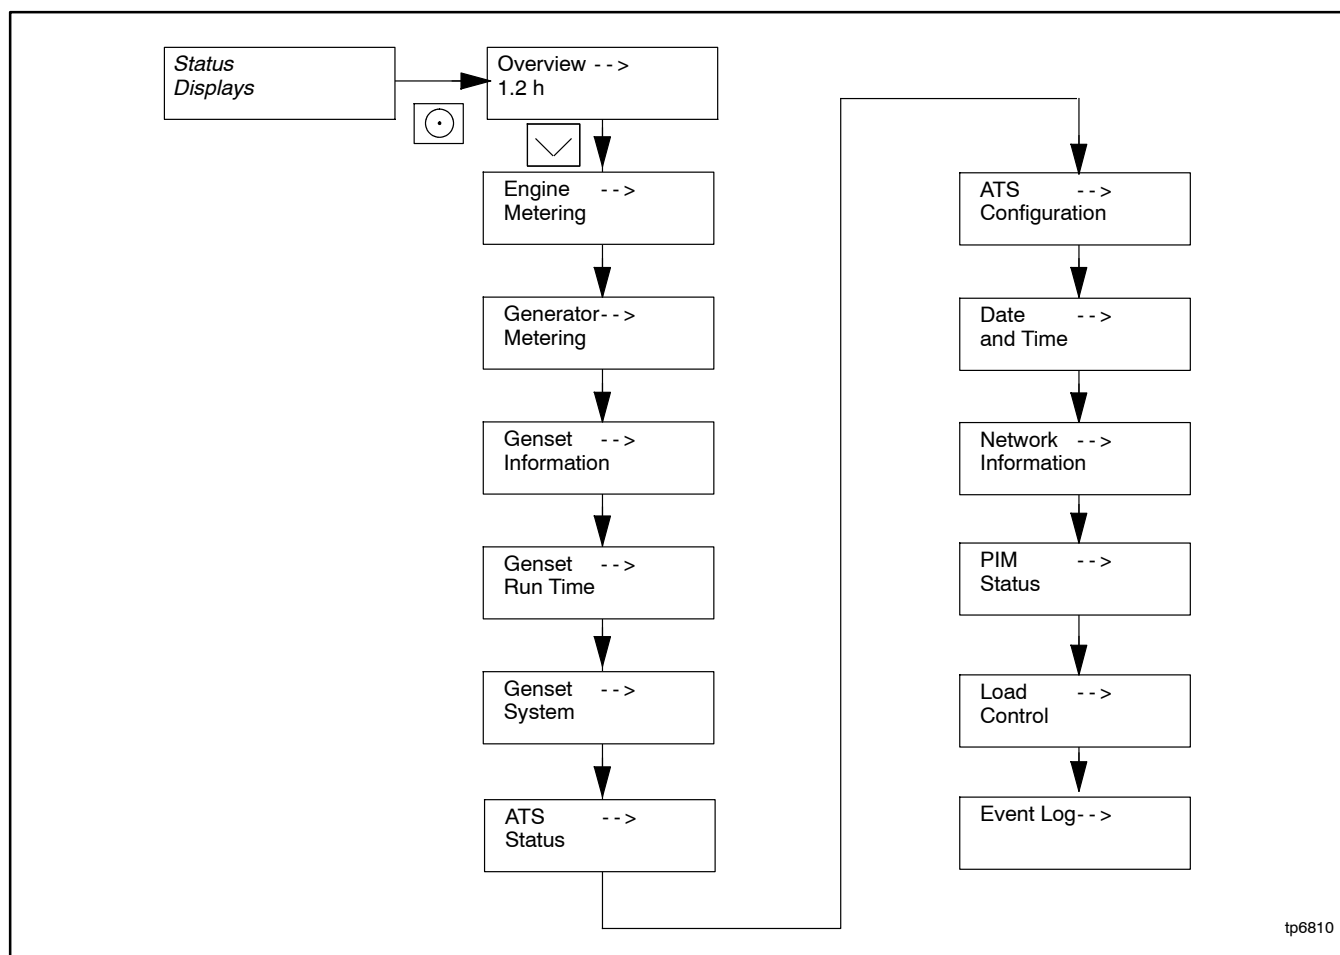 Status
Displays
Overview -->
1.2 h
Engine -->
Metering
Generator-->
Metering
Genset -->
Information
Genset -->
Run Time
Genset -->
System
ATS -->
Status
ATS -->
Configuration
Date -->
and Time
Network -->
Information
PIM -->
Status
Load -->
Control
Event Log-->
tp6810